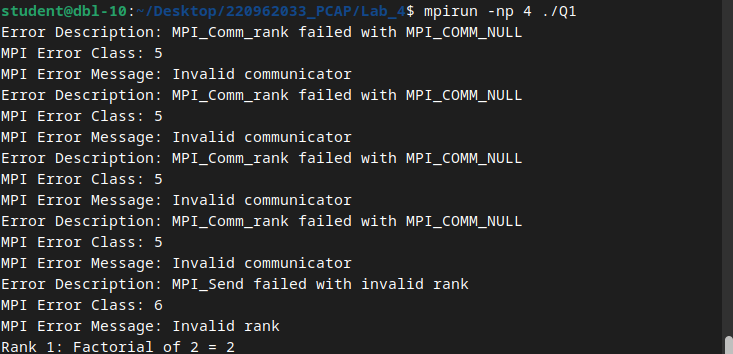 student@dbl-10:~/Desktop/220962033_PCAP/Lab_4$ mpirun -np 4 ./Q1
Error Description: MPI_Comm_rank failed with MPI_COMM_NULL
MPI Error Class: 5
MPI Error Message: Invalid communicator
Error Description: MPI_Comm_rank failed with MPI_COMM_NULL
MPI Error Class: 5
MPI Error Message: Invalid communicator
Error Description: MPI_Comm_rank failed with MPI_COMM_NULL
MPI Error Class: 5
MPI Error Message: Invalid communicator
Error Description: MPI_Comm_rank failed with MPI_COMM_NULL
MPI Error Class: 5
MPI Error Message: Invalid communicator
Error Description: MPI_Send failed with invalid rank
MPI Error Class: 6
MPI Error Message: Invalid rank
Rank 1: Factorial of 2 = 2